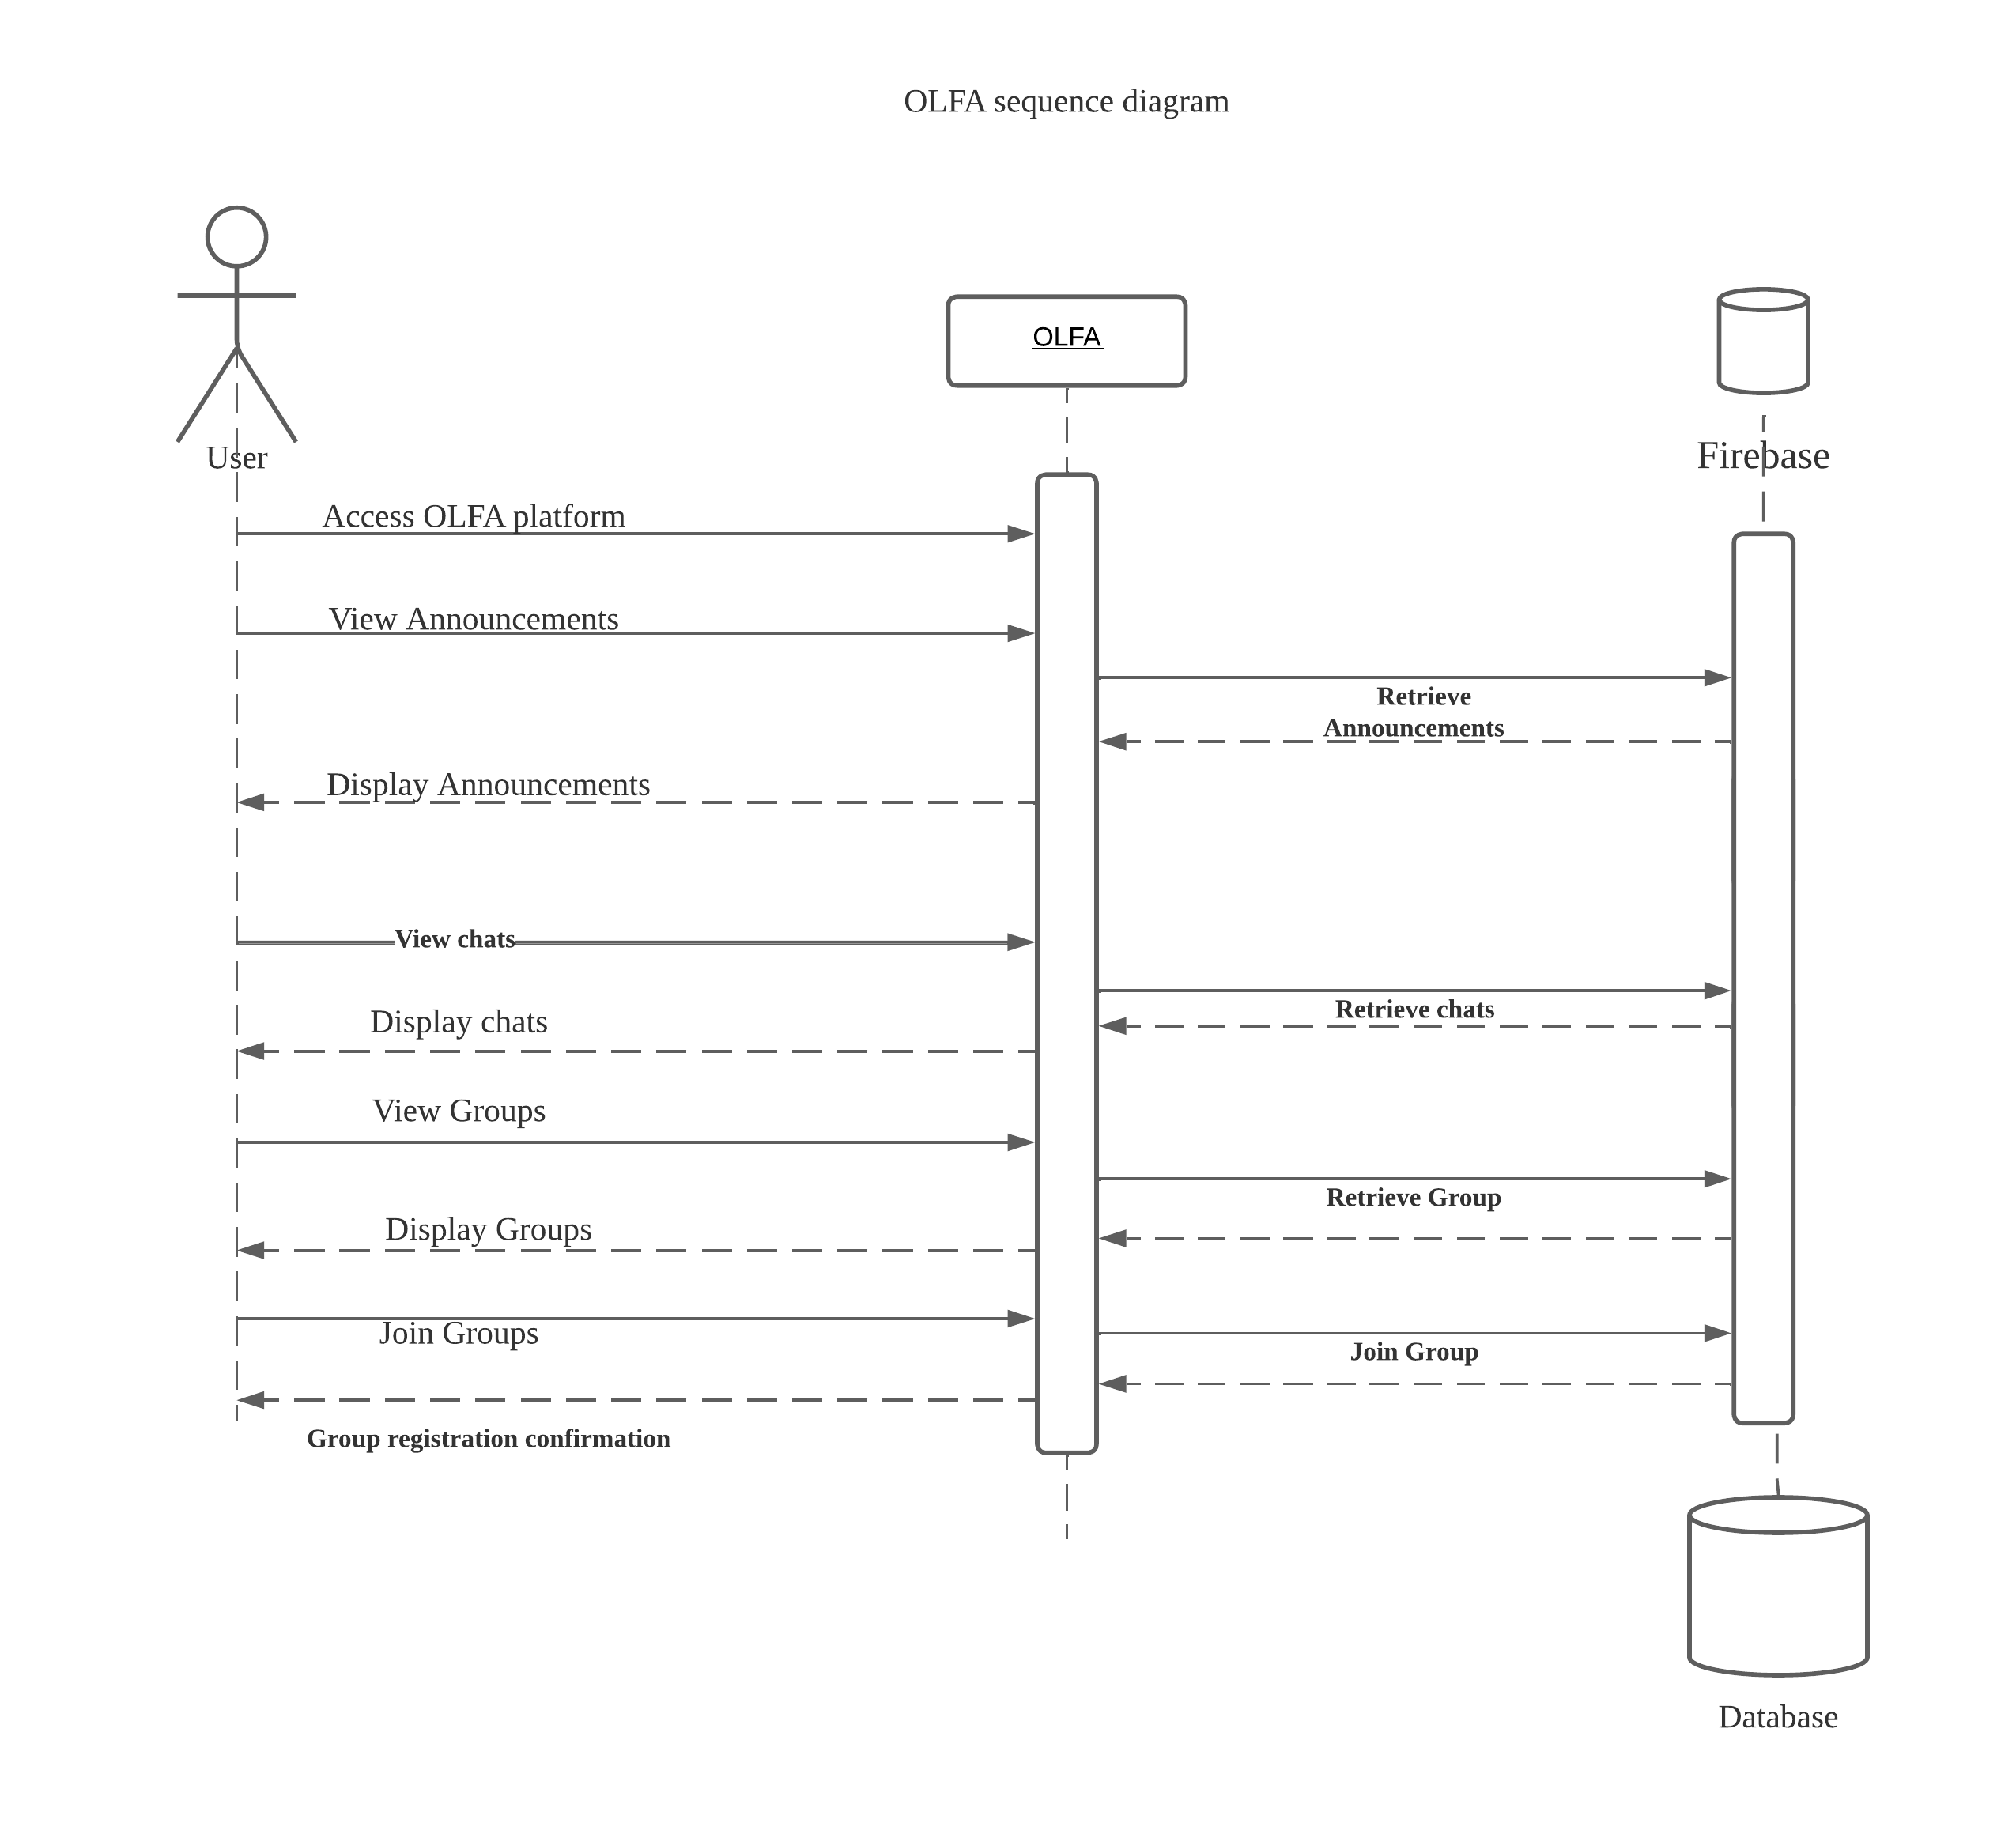 OLFA sequence diagram
OLFA
User
Firebase
Access OLFA platform
View Announcements
Retrieve
Announcements
Display Announcements
View chats
Retrieve chats
Display chats
View Groups
Retrieve Group
Display Groups
Join Groups
Join Group
Group registration confirmation
Database